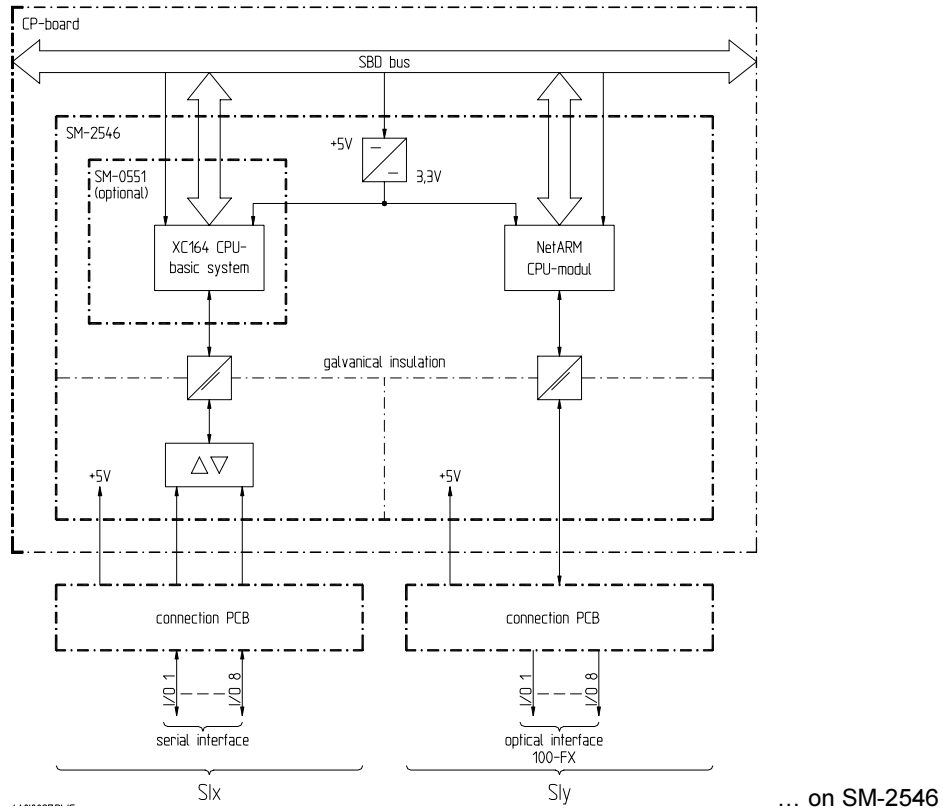 CP-board
SBD bus
SM-2546
+5V
3,3V
SM-0551
(optional)
XC164 CPU-
basic system
NetARM
CPU-modul
galvanical insulation
+5V
+5V
connection PCB
connection PCB
I/O 1
I/O 8
I/O 1
I/O 8
serial interface
optical interface
100-FX
SIx
SIy
... on SM-2546